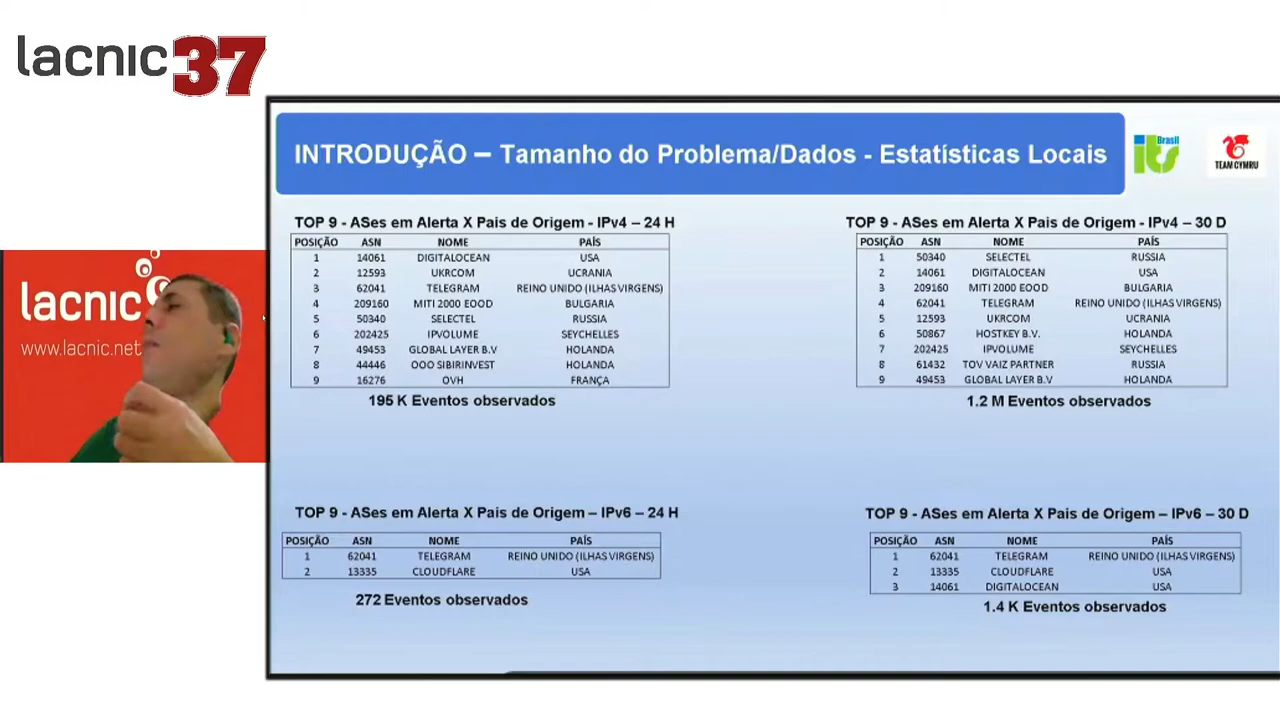 lacnic 37
INTRODUÇÃO – Tamanho do Problema/Dados - Estatísticas Locais
its Brasil
TEAM CYMRU
TOP 9 - ASes em Alerta X Pais de Origem - IPv4 – 24 H
POSIÇÃO ASN NOME PAÍS
1 14061 DIGITALOCEAN USA
2 12593 UKRCOM UCRANIA
3 62041 TELEGRAM REINO UNIDO (ILHAS VIRGENS)
4 209160 MITI 2000 EOOD BULGARIA
5 50340 SELECTEL RUSSIA
6 202425 IPVOLUME SEYCHELLES
7 49453 GLOBAL LAYER B.V HOLANDA
8 44446 OOO SIBIRINVEST HOLANDA
9 16276 OVH FRANÇA
195 K Eventos observados
TOP 9 - ASes em Alerta X Pais de Origem - IPv4 – 30 D
POSIÇÃO ASN NOME PAÍS
1 50340 SELECTEL RUSSIA
2 14061 DIGITALOCEAN USA
3 209160 MITI 2000 EOOD BULGARIA
4 62041 TELEGRAM REINO UNIDO (ILHAS VIRGENS)
5 12593 UKRCOM UCRANIA
6 50867 HOSTKEY B.V. HOLANDA
7 202425 IPVOLUME SEYCHELLES
8 61432 TOV VAIZ PARTNER RUSSIA
9 49453 GLOBAL LAYER B.V HOLANDA
1.2 M Eventos observados
lacnic
www.lacnic.net
TOP 9 - ASes em Alerta X Pais de Origem – IPv6 – 24 H
POSIÇÃO ASN NOME PAÍS
1 62041 TELEGRAM REINO UNIDO (ILHAS VIRGENS)
2 13335 CLOUDFLARE USA
272 Eventos observados
TOP 9 - ASes em Alerta X Pais de Origem – IPv6 – 30 D
POSIÇÃO ASN NOME PAÍS
1 62041 TELEGRAM REINO UNIDO (ILHAS VIRGENS)
2 13335 CLOUDFLARE USA
3 14061 DIGITALOCEAN USA
1.4 K Eventos observados